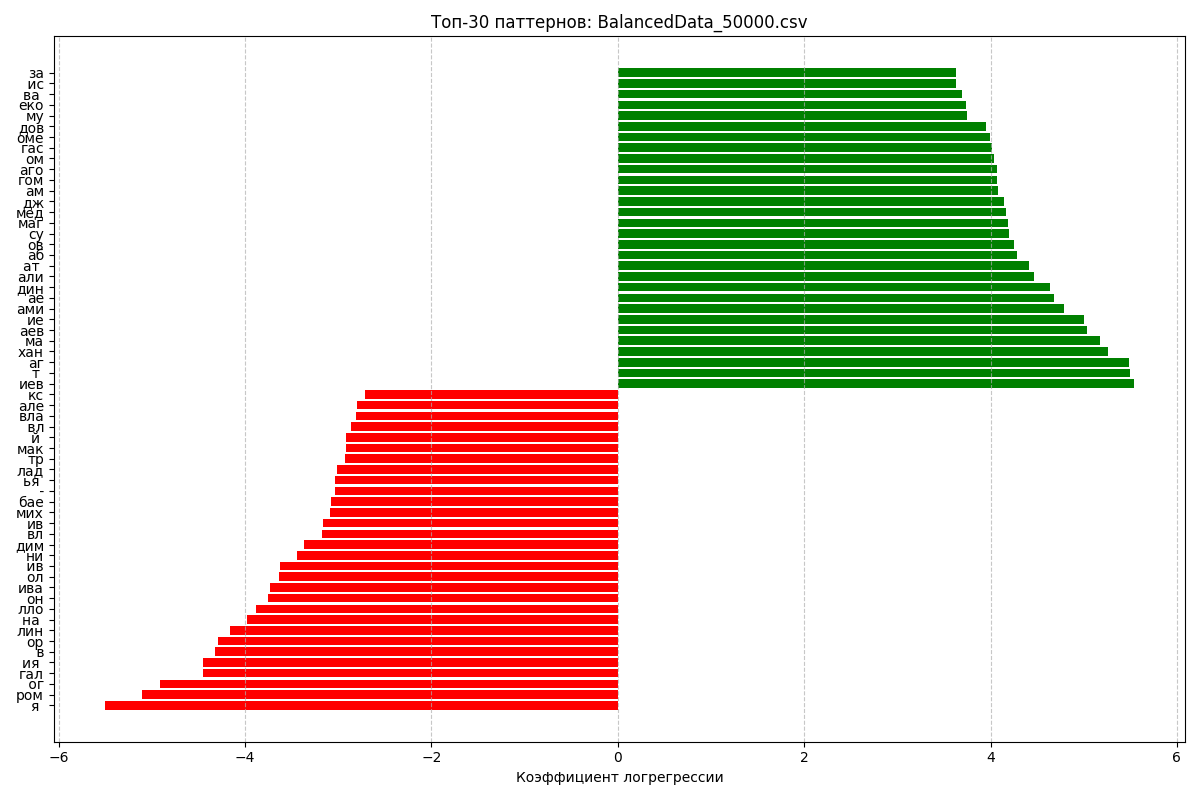 Топ-30 паттернов: BalancedData_50000.csv
за
ис
ва
еко
му
дов
оме
гас
ом
аго
гом
ам
дж
мед
маг
су
ов
аб
ат
али
дин
ае
ами
ие
аев
ма
хан
аг
т
иев
кс
але
вла
вл
й
мак
тр
лад
ья
-
бае
мих
ив
вл
дим
ни
ив
ол
ива
он
лло
на
лин
ор
в
ия
гал
ог
ром
я
−6 −4 −2 0 2 4 6
Коэффициент логрегрессии